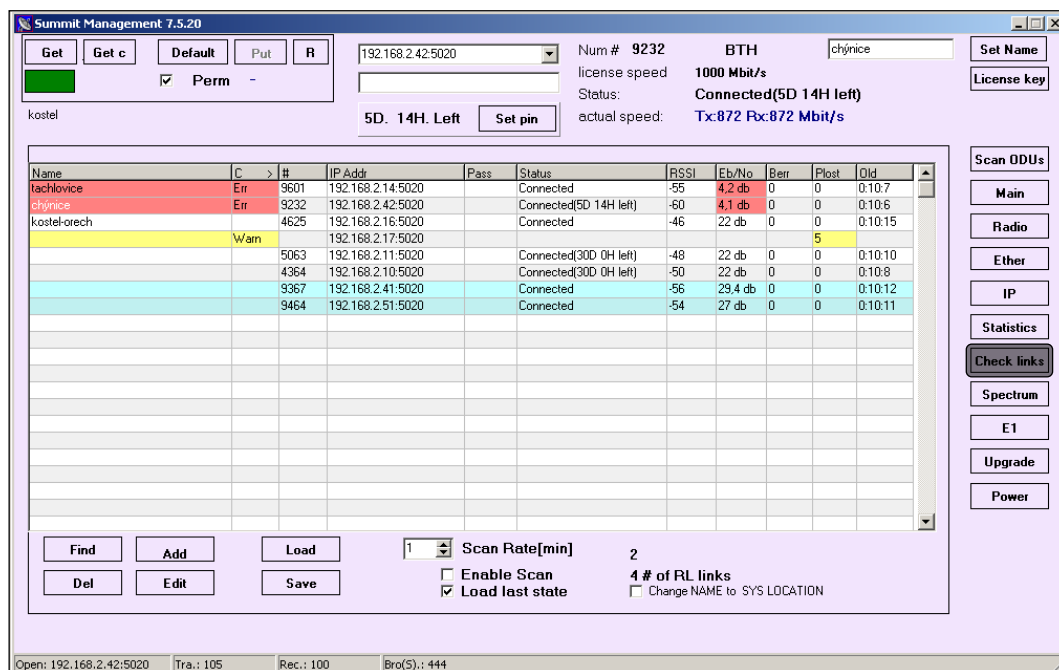 Summit Management 7.5.20
Get Get c Default Put R
Perm -
kostel
192.168.2.42:5020
5D. 14H. Left Set pin
Num # 9232 BTH chýnice
license speed 1000 Mbit/s
Status: Connected(5D 14H left)
actual speed: Tx:872 Rx:872 Mbit/s
Set Name
License key
Name C > # IP Addr Pass Status RSSI Eb/No Berr Plost Old
tachlovice Err 9601 192.168.2.14:5020 Connected -55 4,2 db 0 0 0:10:7
chýnice Err 9232 192.168.2.42:5020 Connected(5D 14H left) -60 4,1 db 0 0 0:10:6
kostel-orech 4625 192.168.2.16:5020 Connected -46 22 db 0 0 0:10:15
Warn 192.168.2.17:5020 5
5063 192.168.2.11:5020 Connected(30D 0H left) -48 22 db 0 0 0:10:10
4364 192.168.2.10:5020 Connected(30D 0H left) -50 22 db 0 0 0:10:8
9367 192.168.2.41:5020 Connected -56 29,4 db 0 0 0:10:12
9464 192.168.2.51:5020 Connected -54 27 db 0 0 0:10:11
Scan ODUs
Main
Radio
Ether
IP
Statistics
Check links
Spectrum
E1
Upgrade
Power
Find Add Load 1 Scan Rate[min] 2
Enable Scan 4 # of RL links
Del Edit Save Load last state Change NAME to SYS LOCATION
Open: 192.168.2.42:5020 Tra.: 105 Rec.: 100 Bro(S).: 444